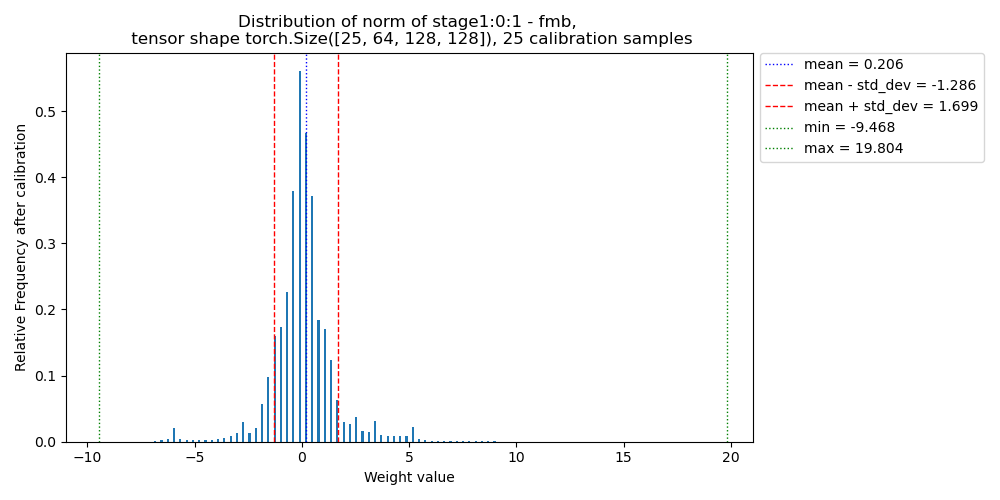 Distribution of norm of stage1:0:1 - fmb,
tensor shape torch.Size([25, 64, 128, 128]), 25 calibration samples
mean = 0.206
mean - std_dev = -1.286
mean + std_dev = 1.699
min = -9.468
max = 19.804
Relative Frequency after calibration
0.5
0.4
0.3
0.2
0.1
0.0
−10
−5
0
5
10
15
20
Weight value